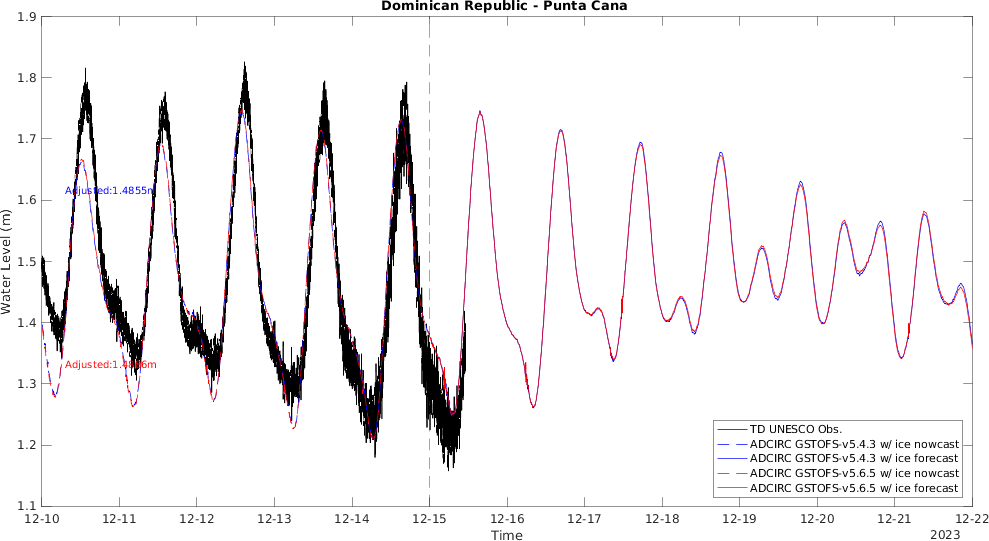 Dominican Republic - Punta Cana
1.9
1.8
1.7
1.6
1.5
1.4
1.3
1.2
1.1
Water Level (m)
Adjusted:1.4855m
TD UNESCO Obs.
ADCIRC GSTOFS-v5.4.3 w/ ice nowcast
ADCIRC GSTOFS-v5.4.3 w/ ice forecast
ADCIRC GSTOFS-v5.6.5 w/ ice nowcast
ADCIRC GSTOFS-v5.6.5 w/ ice forecast
12-10 12-11 12-12 12-13 12-14 12-15 12-16 12-17 12-18 12-19 12-20 12-21 12-22
Time
2023